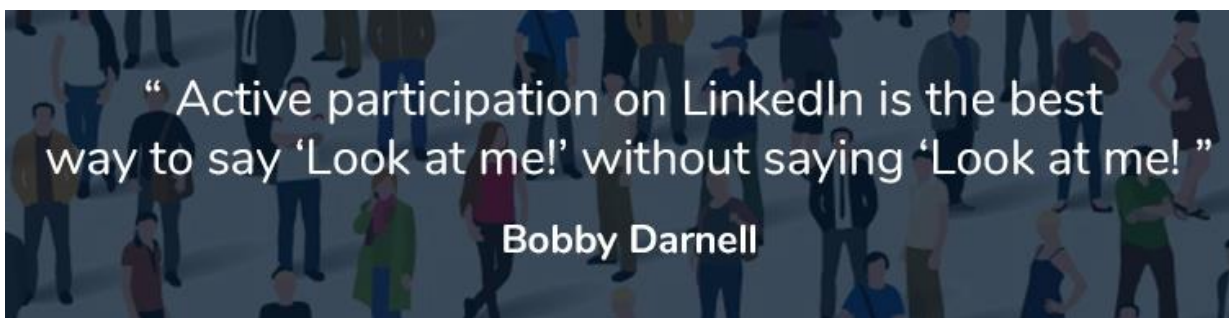 “ Active participation on LinkedIn is the best
way to say ‘Look at me!’ without saying ‘Look at me! ”
Bobby Darnell